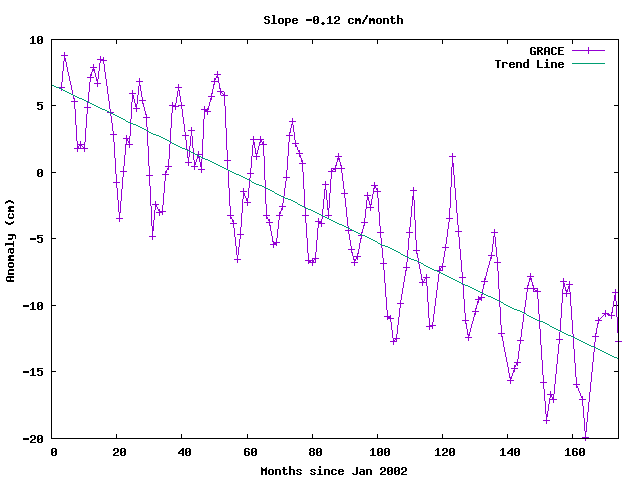 Slope -0.12 cm/month
GRACE
Trend Line
10
5
0
-5
-10
-15
-20
Anomaly (cm)
0 20 40 60 80 100 120 140 160
Months since Jan 2002